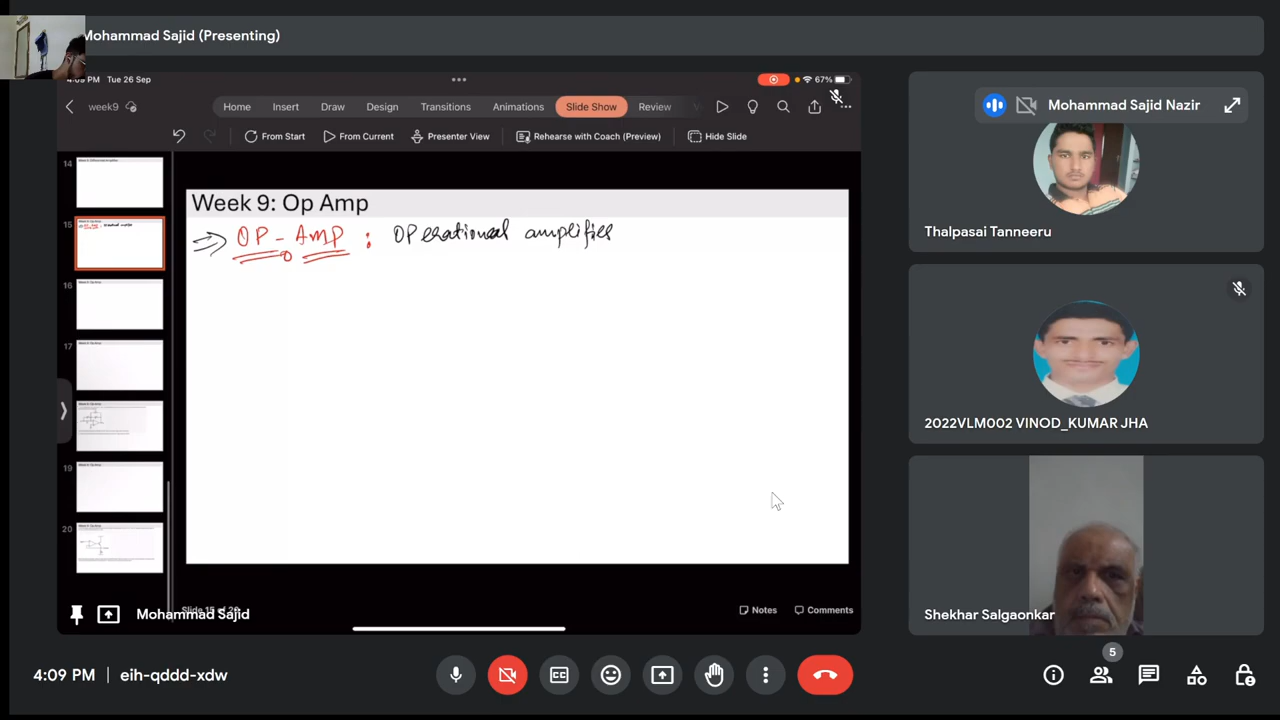 Mohammad Sajid (Presenting)
4:09 PM Tue 26 Sep
67%
week9
Home Insert Draw Design Transitions Animations Slide Show Review
From Start From Current Presenter View Rehearse with Coach (Preview) Hide Slide
14
15
16
17
19
20
Week 9: Op Amp
OP - AMP : OPerational amplifier
Notes Comments
Mohammad Sajid
Mohammad Sajid Nazir
Thalpasai Tanneeru
2022VLM002 VINOD_KUMAR JHA
Shekhar Salgaonkar
4:09 PM eih-qddd-xdw
5